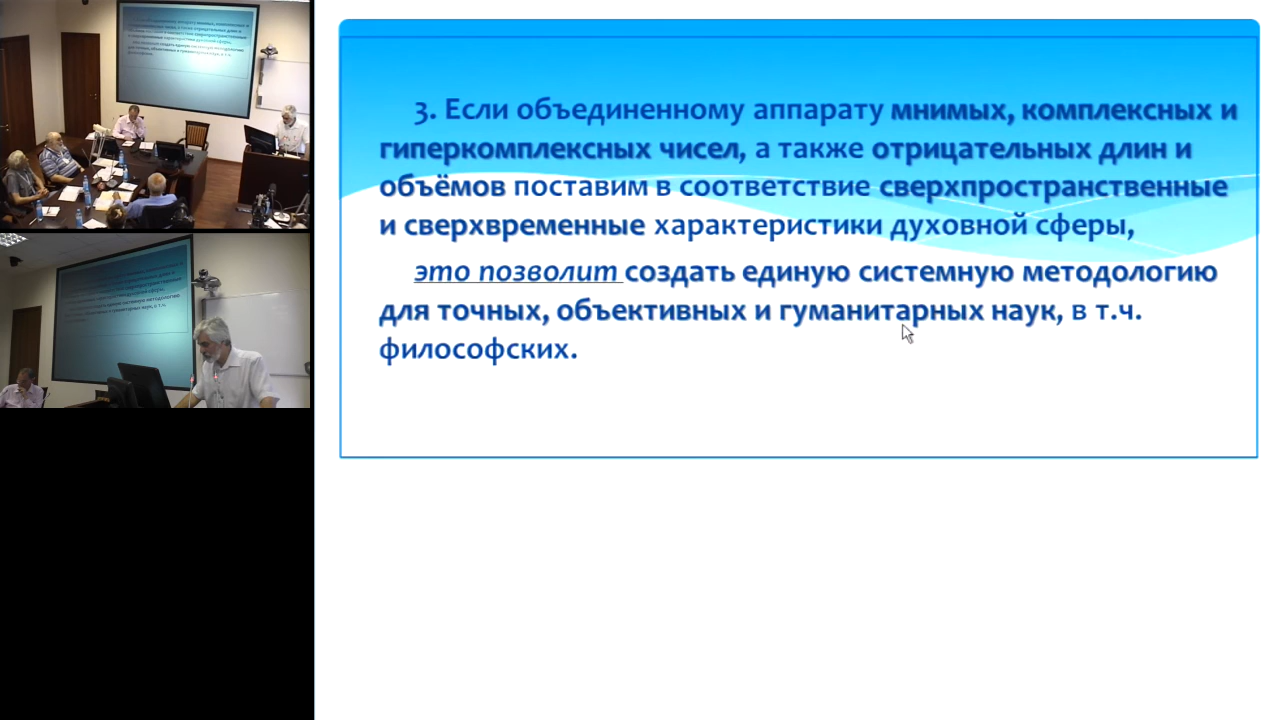 3. Если объединенному аппарату мнимых, комплексных и
гиперкомплексных чисел, а также отрицательных длин и
объёмов поставим в соответствие сверхпространственные
и сверхвременные характеристики духовной сферы,
это позволит создать единую системную методологию
для точных, объективных и гуманитарных наук, в т.ч.
философских.